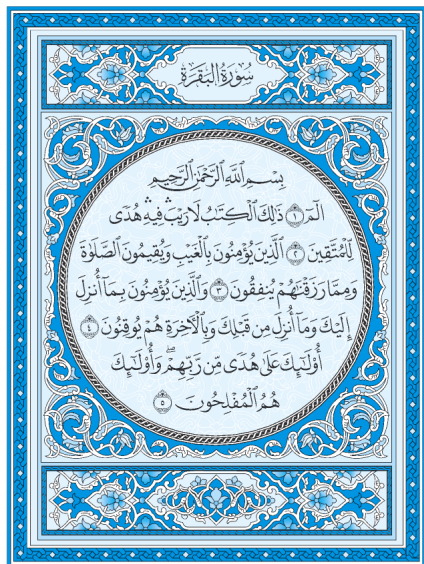 سُورَةُ البَقَرَةِ
بِسْمِ ٱللَّهِ ٱلرَّحْمَٰنِ ٱلرَّحِيمِ
الٓمٓ ١ ذَٰلِكَ ٱلْكِتَٰبُ لَا رَيْبَۛ فِيهِۛ هُدًى
لِّلْمُتَّقِينَ ٢ ٱلَّذِينَ يُؤْمِنُونَ بِٱلْغَيْبِ وَيُقِيمُونَ ٱلصَّلَوٰةَ
وَمِمَّا رَزَقْنَٰهُمْ يُنفِقُونَ ٣ وَٱلَّذِينَ يُؤْمِنُونَ بِمَآ أُنزِلَ
إِلَيْكَ وَمَآ أُنزِلَ مِن قَبْلِكَ وَبِٱلْأٓخِرَةِ هُمْ يُوقِنُونَ ٤
أُو۟لَٰٓئِكَ عَلَىٰ هُدًى مِّن رَّبِّهِمْۖ وَأُو۟لَٰٓئِكَ
هُمُ ٱلْمُفْلِحُونَ ٥